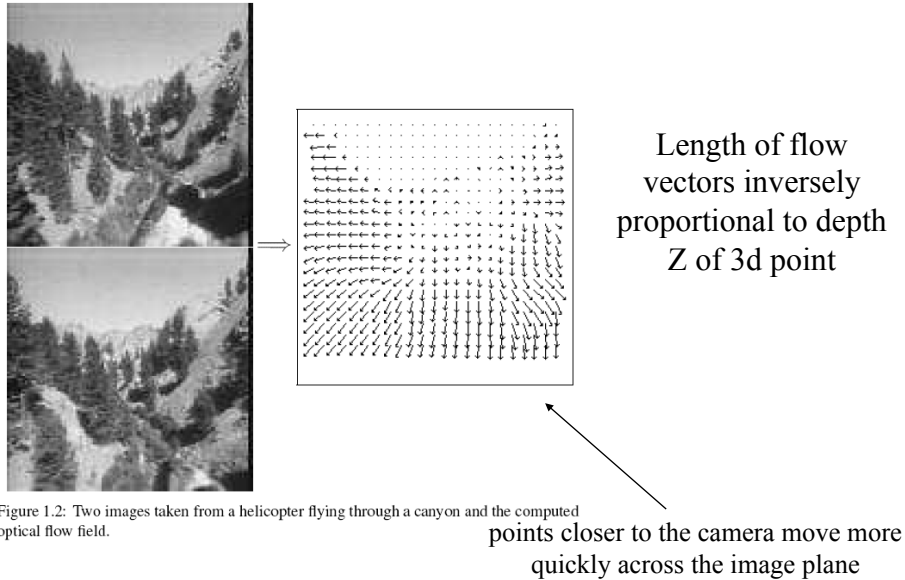 Length of flow
vectors inversely
proportional to depth
Z of 3d point
Figure 1.2: Two images taken from a helicopter flying through a canyon and the computed
optical flow field.
points closer to the camera move more
quickly across the image plane